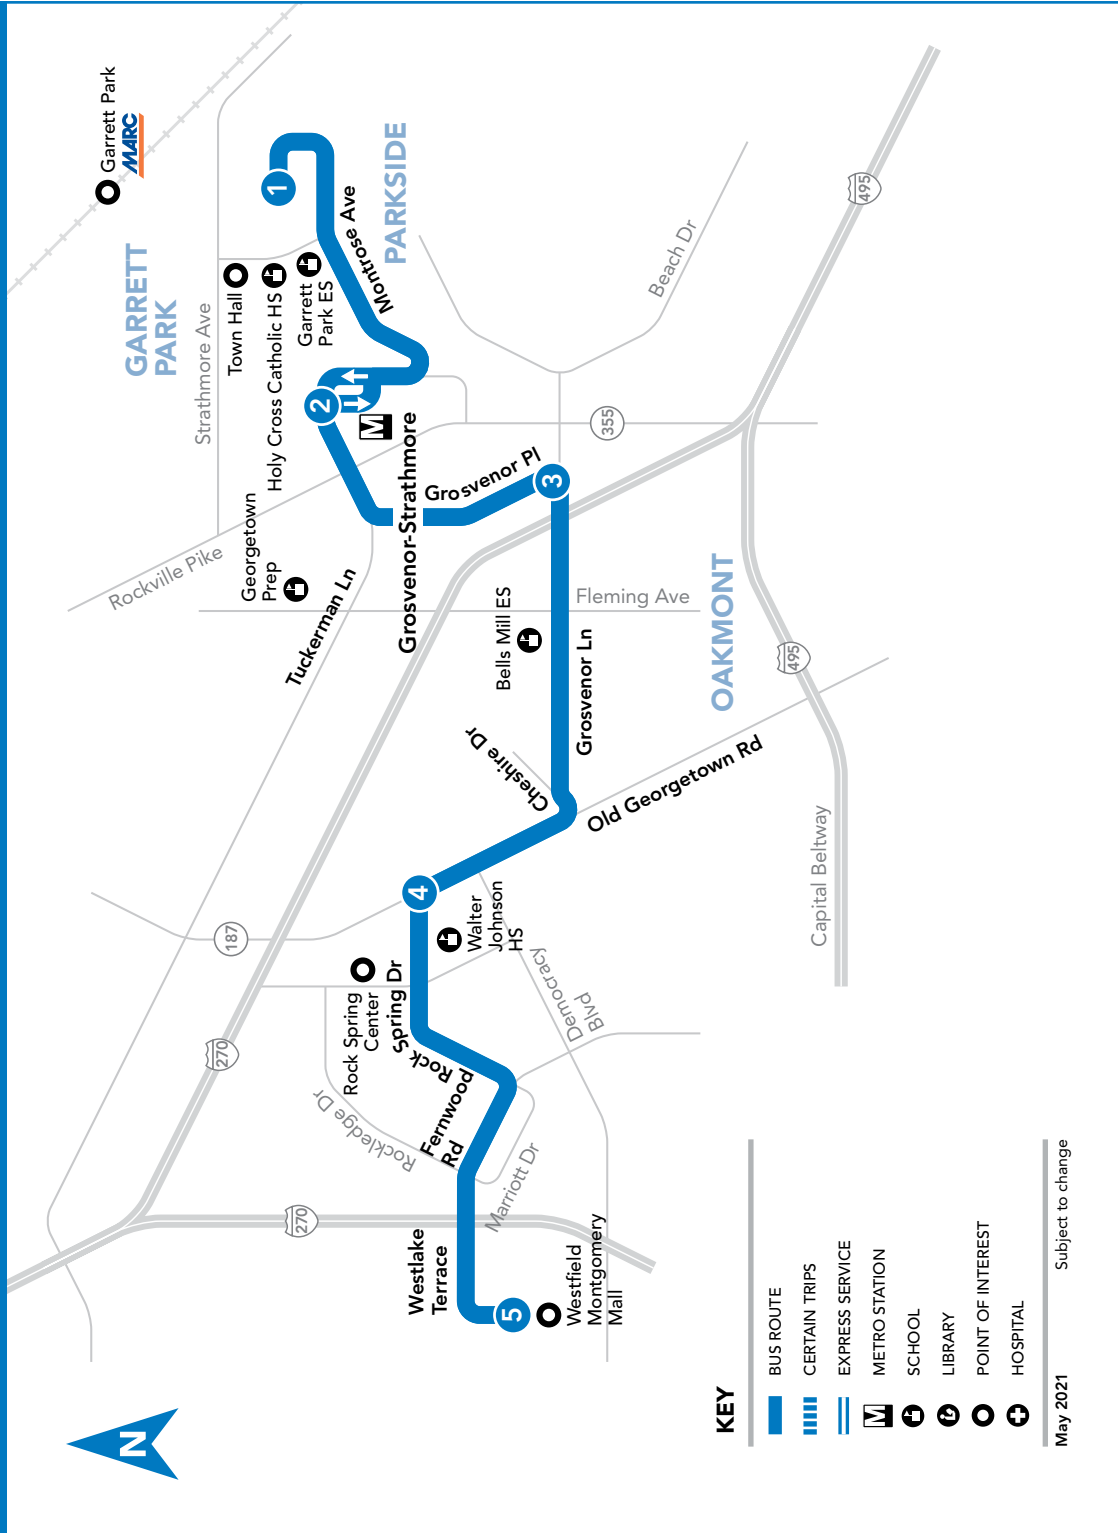 N
Garrett Park
MARC
GARRETT
PARK
Strathmore Ave
Town Hall
Holy Cross Catholic HS
Garrett
Park ES
1
Montrose Ave
PARKSIDE
2
M
Grosvenor-Strathmore
Grosvenor Pl
3
355
Beach Dr
495
Rockville Pike
Georgetown
Prep
Tuckerman Ln
Fleming Ave
Bells Mill ES
Grosvenor Ln
OAKMONT
495
Cheshire Dr
Old Georgetown Rd
Capital Beltway
4
187
Walter
Johnson
HS
Democracy
Blvd
Rock Spring
Center
Rock Spring Dr
270
Rockledge Dr
Fernwood
Rd
Marriott Dr
270
Westlake
Terrace
5
Westfield
Montgomery
Mall
KEY
BUS ROUTE
CERTAIN TRIPS
EXPRESS SERVICE
M METRO STATION
SCHOOL
LIBRARY
POINT OF INTEREST
HOSPITAL
May 2021 Subject to change